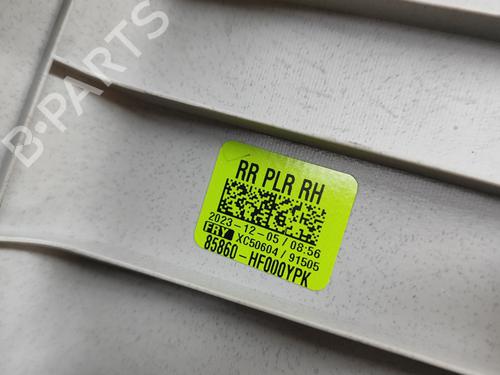 B-PARTS
RR PLR RH
2023-12-05/08:56
FRY XC50604 / 91505
85860-HF000YPK